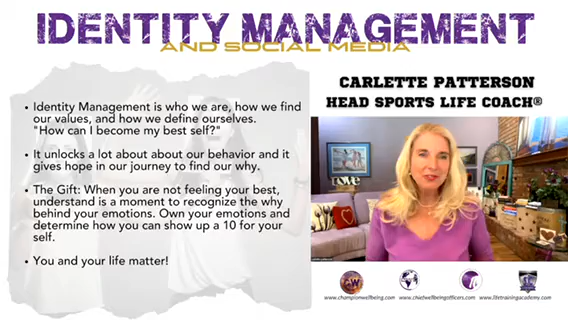 IDENTITY MANAGEMENT
AND SOCIAL MEDIA
CARLETTE PATTERSON
HEAD SPORTS LIFE COACH®
• Identity Management is who we are, how we find
our values, and how we define ourselves.
"How can I become my best self?"
• It unlocks a lot about about our behavior and it
gives hope in our journey to find our why.
• The Gift: When you are not feeling your best,
understand is a moment to recognize the why
behind your emotions. Own your emotions and
determine how you can show up a 10 for your
self.
• You and your life matter!
www.championwellbeing.com
www.chiefwellbeingofficers.com
www.lifetrainingacademy.com